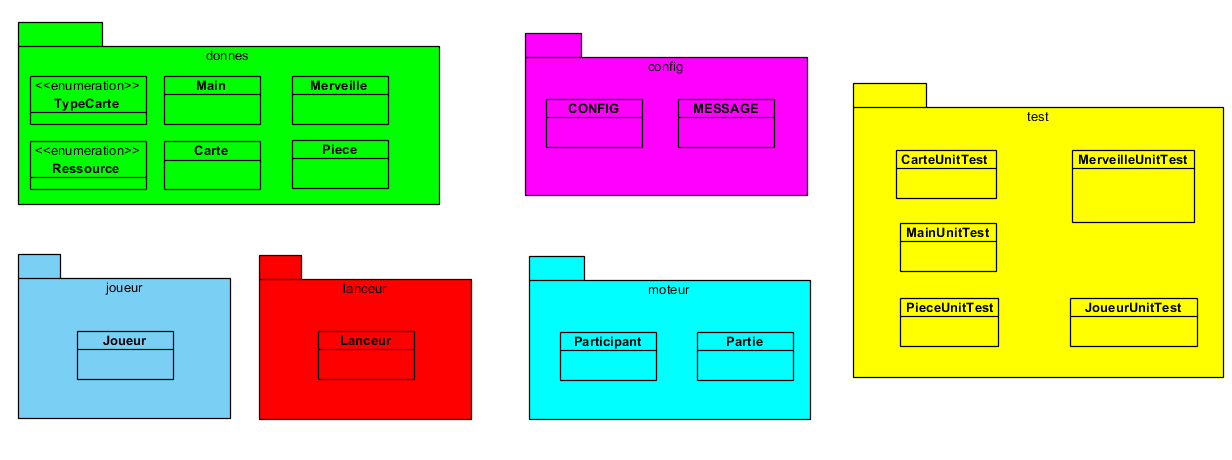 donnes
<<enumeration>>
TypeCarte
Main
Merveille
<<enumeration>>
Ressource
Carte
Piece
config
CONFIG
MESSAGE
test
CarteUnitTest
MerveilleUnitTest
MainUnitTest
PieceUnitTest
JoueurUnitTest
joueur
Joueur
lanceur
Lanceur
moteur
Participant
Partie